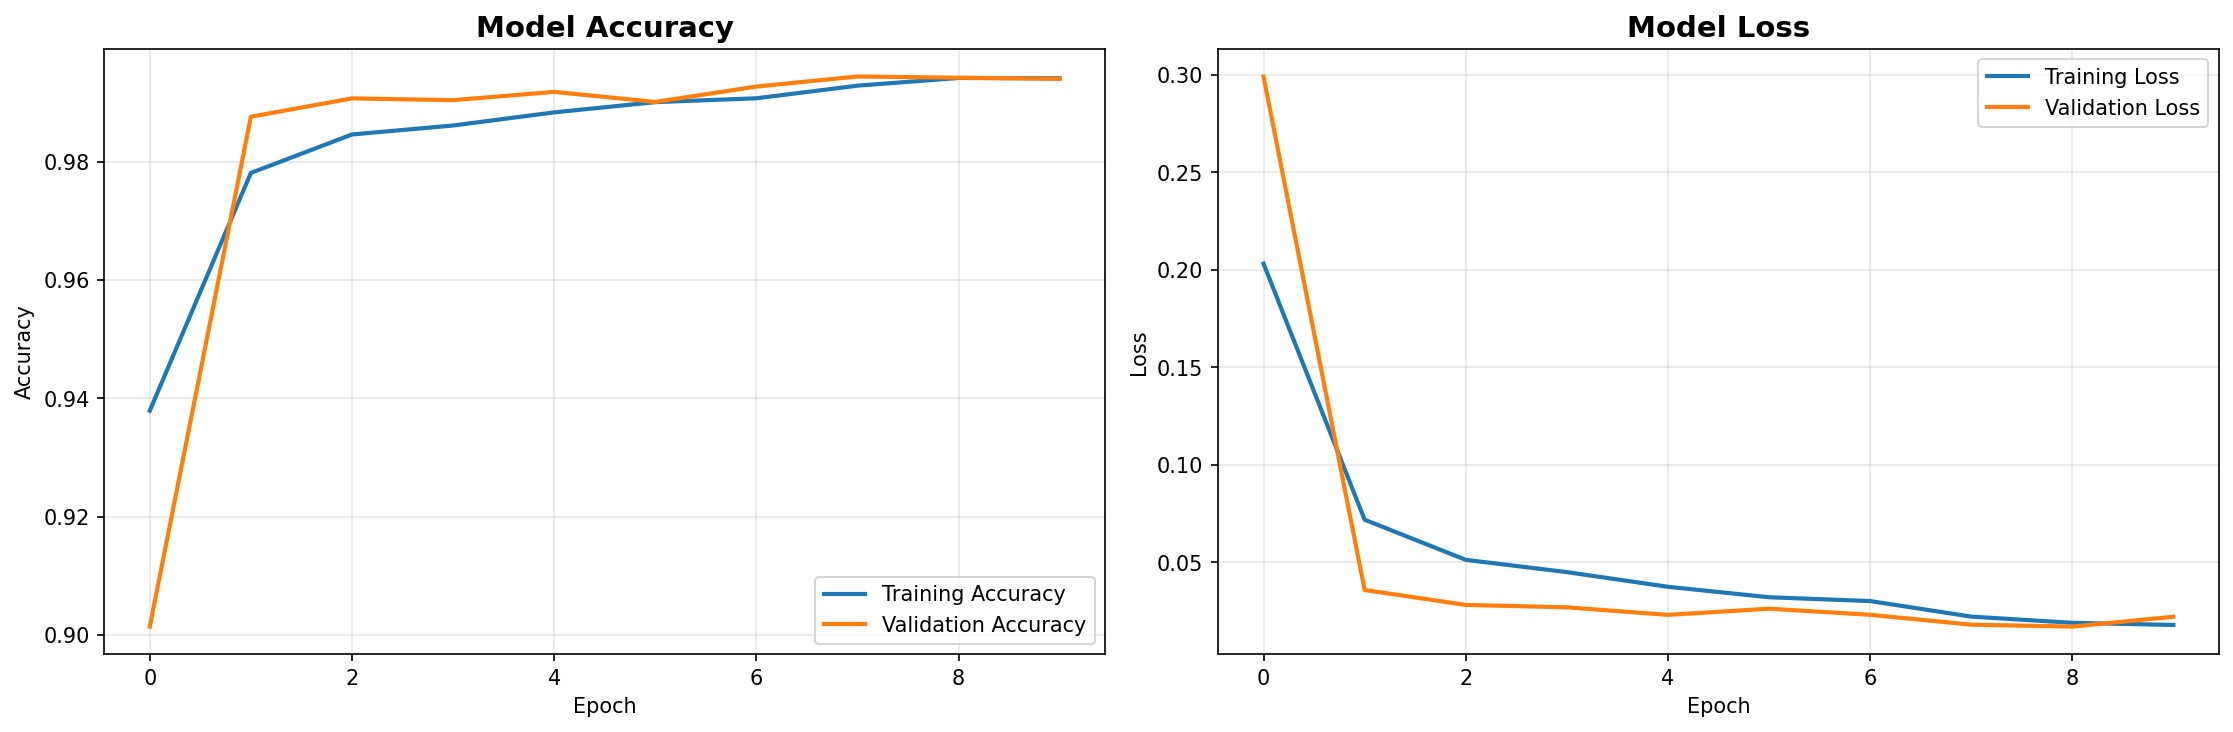 Model Accuracy
0.98
0.96
0.94
0.92
0.90
Accuracy
Training Accuracy
Validation Accuracy
0 2 4 6 8
Epoch
Model Loss
0.30
0.25
0.20
0.15
0.10
0.05
Loss
Training Loss
Validation Loss
0 2 4 6 8
Epoch